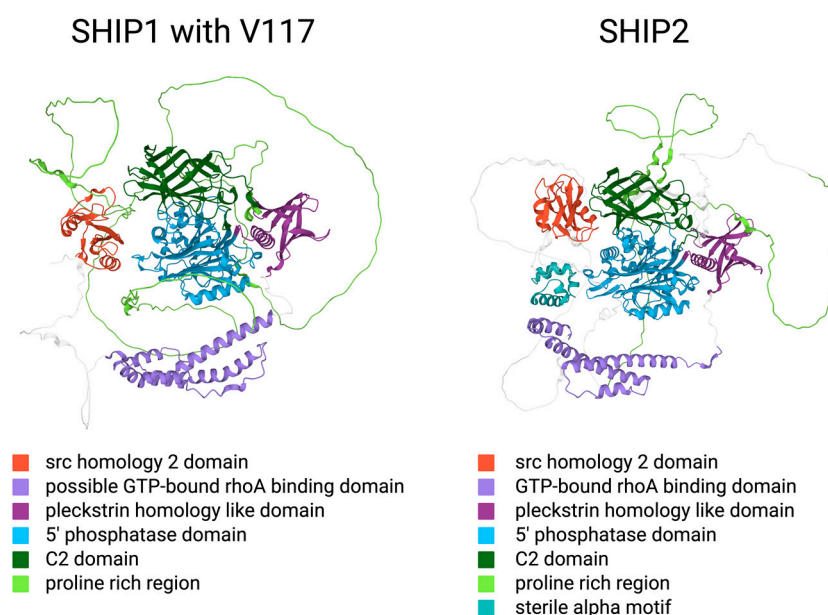 SHIP1 with V117
SHIP2
src homology 2 domain
possible GTP-bound rhoA binding domain
pleckstrin homology like domain
5' phosphatase domain
C2 domain
proline rich region
src homology 2 domain
GTP-bound rhoA binding domain
pleckstrin homology like domain
5' phosphatase domain
C2 domain
proline rich region
sterile alpha motif